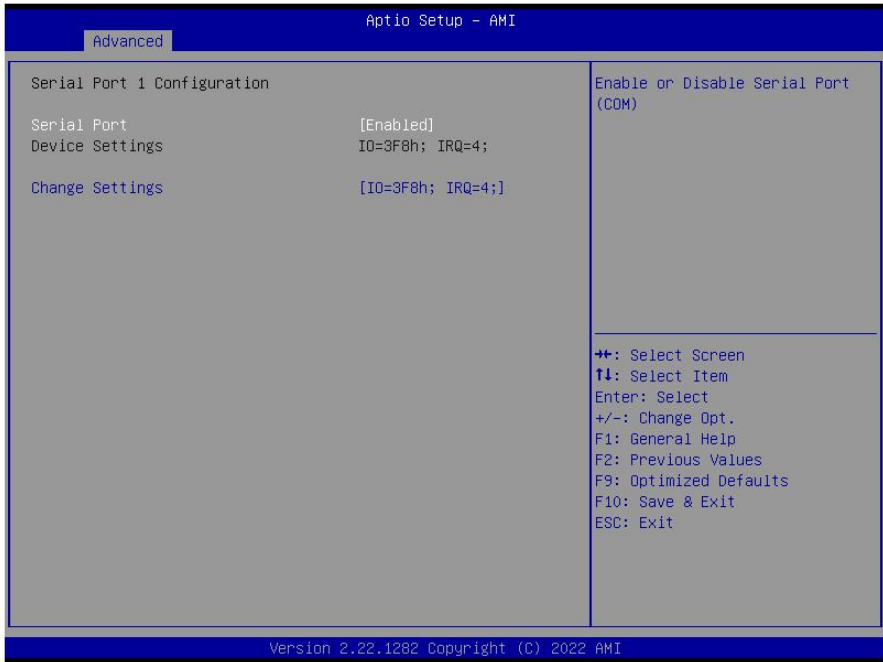 Aptio Setup – AMI
Advanced
Serial Port 1 Configuration
Serial Port [Enabled]
Device Settings IO=3F8h; IRQ=4;
Change Settings [IO=3F8h; IRQ=4;]
Enable or Disable Serial Port
(COM)
→←: Select Screen
↑↓: Select Item
Enter: Select
+/-: Change Opt.
F1: General Help
F2: Previous Values
F9: Optimized Defaults
F10: Save & Exit
ESC: Exit
Version 2.22.1282 Copyright (C) 2022 AMI